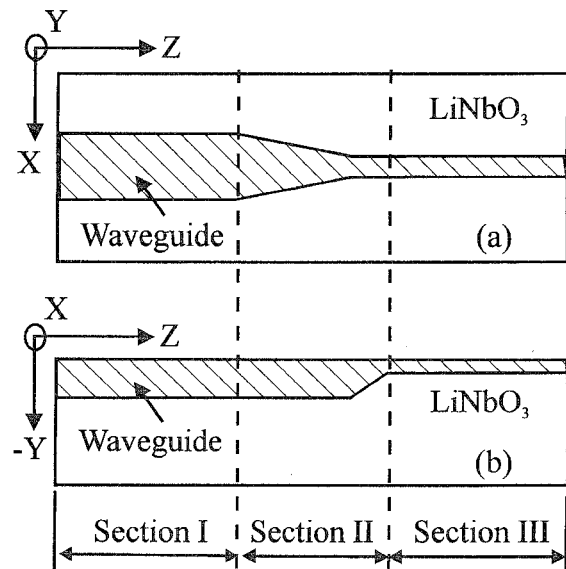 Y
Z
X
LiNbO₃
Waveguide
(a)
X
Z
-Y
LiNbO₃
Waveguide
(b)
Section I
Section II
Section III